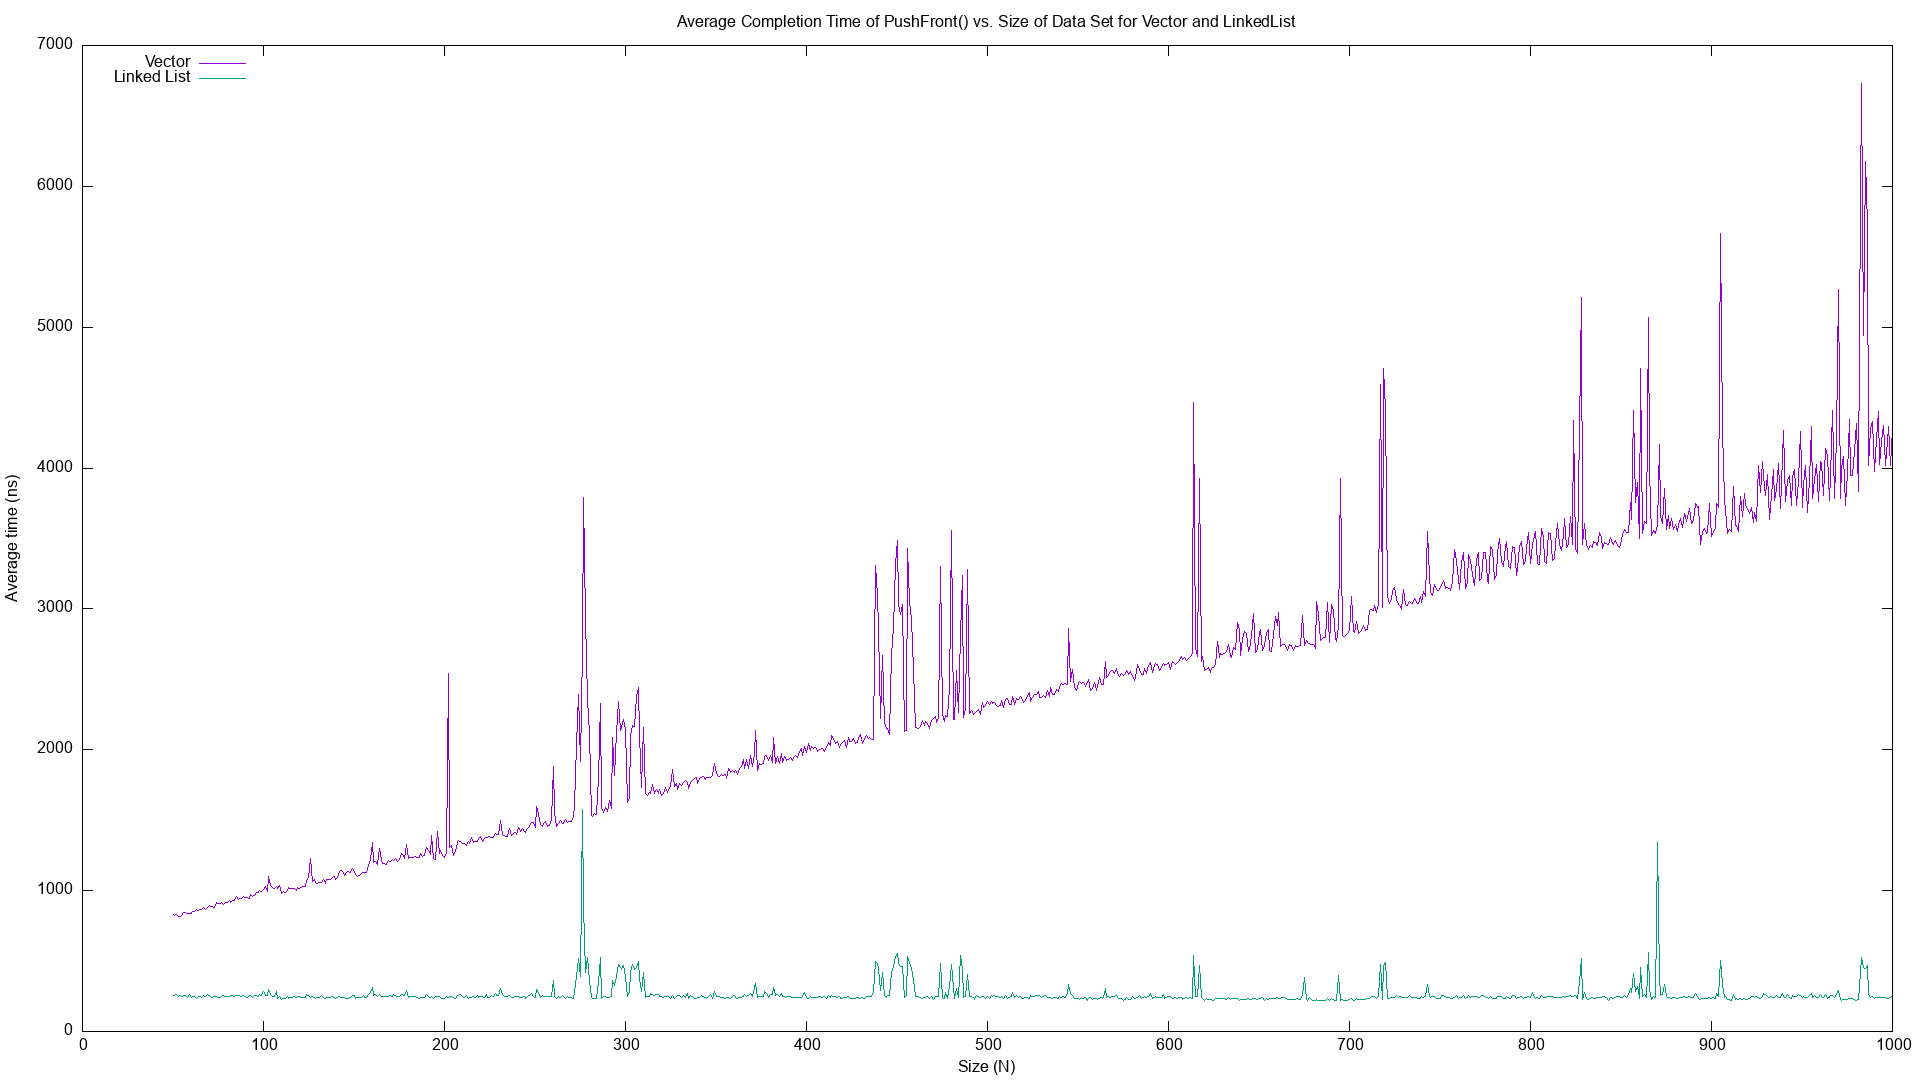 Average Completion Time of PushFront() vs. Size of Data Set for Vector and LinkedList
7000
6000
5000
4000
3000
2000
1000
0
Vector
Linked List
Average time (ns)
0 100 200 300 400 500 600 700 800 900 1000
Size (N)